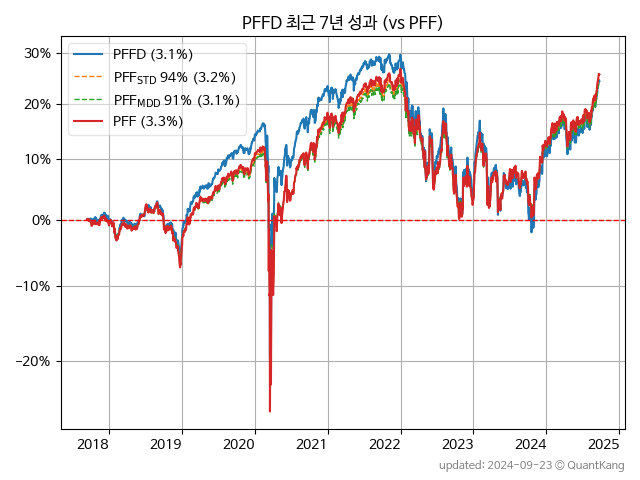 PFFD 최근 7년 성과 (vs PFF)
PFFD (3.1%)
PFF_STD 94% (3.2%)
PFF_MDD 91% (3.1%)
PFF (3.3%)
30%
20%
10%
0%
−10%
−20%
2018 2019 2020 2021 2022 2023 2024 2025
updated: 2024-09-23 © QuantKang